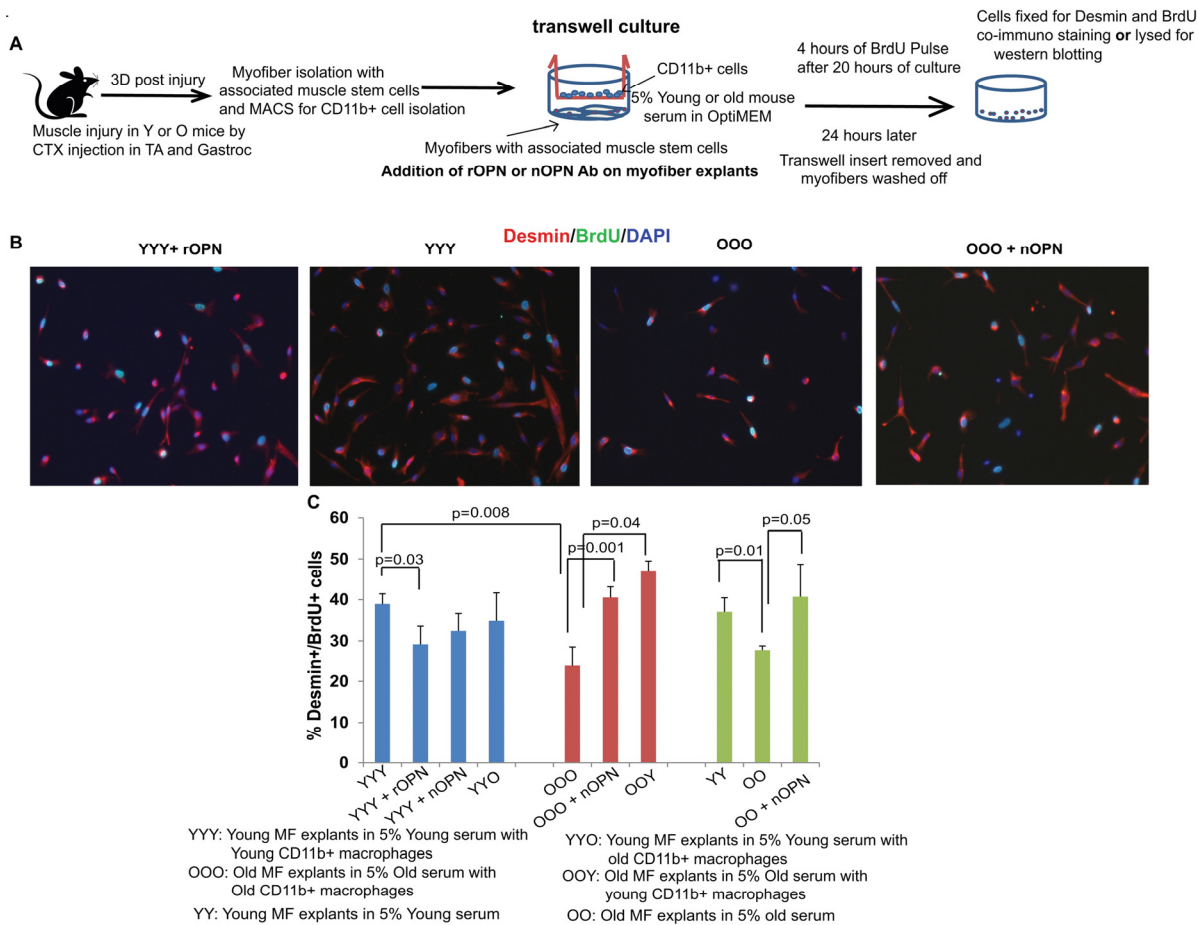 A
3D post injury
Muscle injury in Y or O mice by
CTX injection in TA and Gastroc
Myofiber isolation with
associated muscle stem cells
and MACS for CD11b+ cell isolation
transwell culture
CD11b+ cells
5% Young or old mouse
serum in OptiMEM
Myofibers with associated muscle stem cells
Addition of rOPN or nOPN Ab on myofiber explants
4 hours of BrdU Pulse
after 20 hours of culture
24 hours later
Transwell insert removed and
myofibers washed off
Cells fixed for Desmin and BrdU
co-immuno staining or lysed for
western blotting
B
Desmin/BrdU/DAPI
YYY+ rOPN
YYY
OOO
OOO + nOPN
C
% Desmin+/BrdU+ cells
60
50
40
30
20
10
0
p=0.008
p=0.03
p=0.04
p=0.001
p=0.01
p=0.05
YYY
YYY + rOPN
YYY + nOPN
YYO
OOO
OOO + nOPN
OOY
YY
OO
OO + nOPN
YYY: Young MF explants in 5% Young serum with
Young CD11b+ macrophages
OOO: Old MF explants in 5% Old serum with
Old CD11b+ macrophages
YY: Young MF explants in 5% Young serum
YYO: Young MF explants in 5% Young serum with
old CD11b+ macrophages
OOY: Old MF explants in 5% Old serum with
young CD11b+ macrophages
OO: Old MF explants in 5% old serum